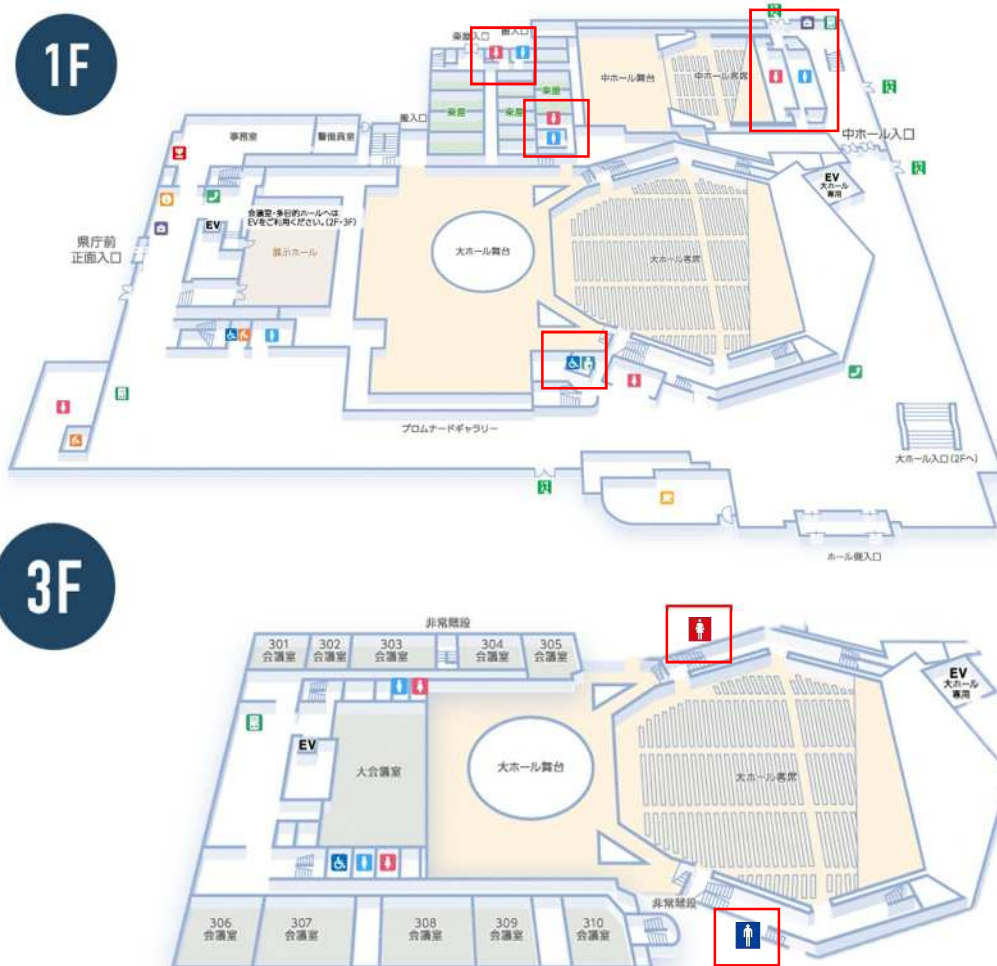 1F
楽屋入口
搬入口
搬入口
楽屋
楽屋
楽屋
中ホール舞台
中ホール客席
中ホール入口
事務室
警備員室
EV
大ホール
専用
会議室・多目的ホールへは
EVをご利用ください。(2F・3F)
EV
県庁前
正面入口
展示ホール
大ホール舞台
大ホール客席
プロムナードギャラリー
大ホール入口(2Fへ)
ホール側入口
3F
非常階段
301
会議室
302
会議室
303
会議室
304
会議室
305
会議室
EV
大ホール
専用
EV
大会議室
大ホール舞台
大ホール客席
非常階段
306
会議室
307
会議室
308
会議室
309
会議室
310
会議室